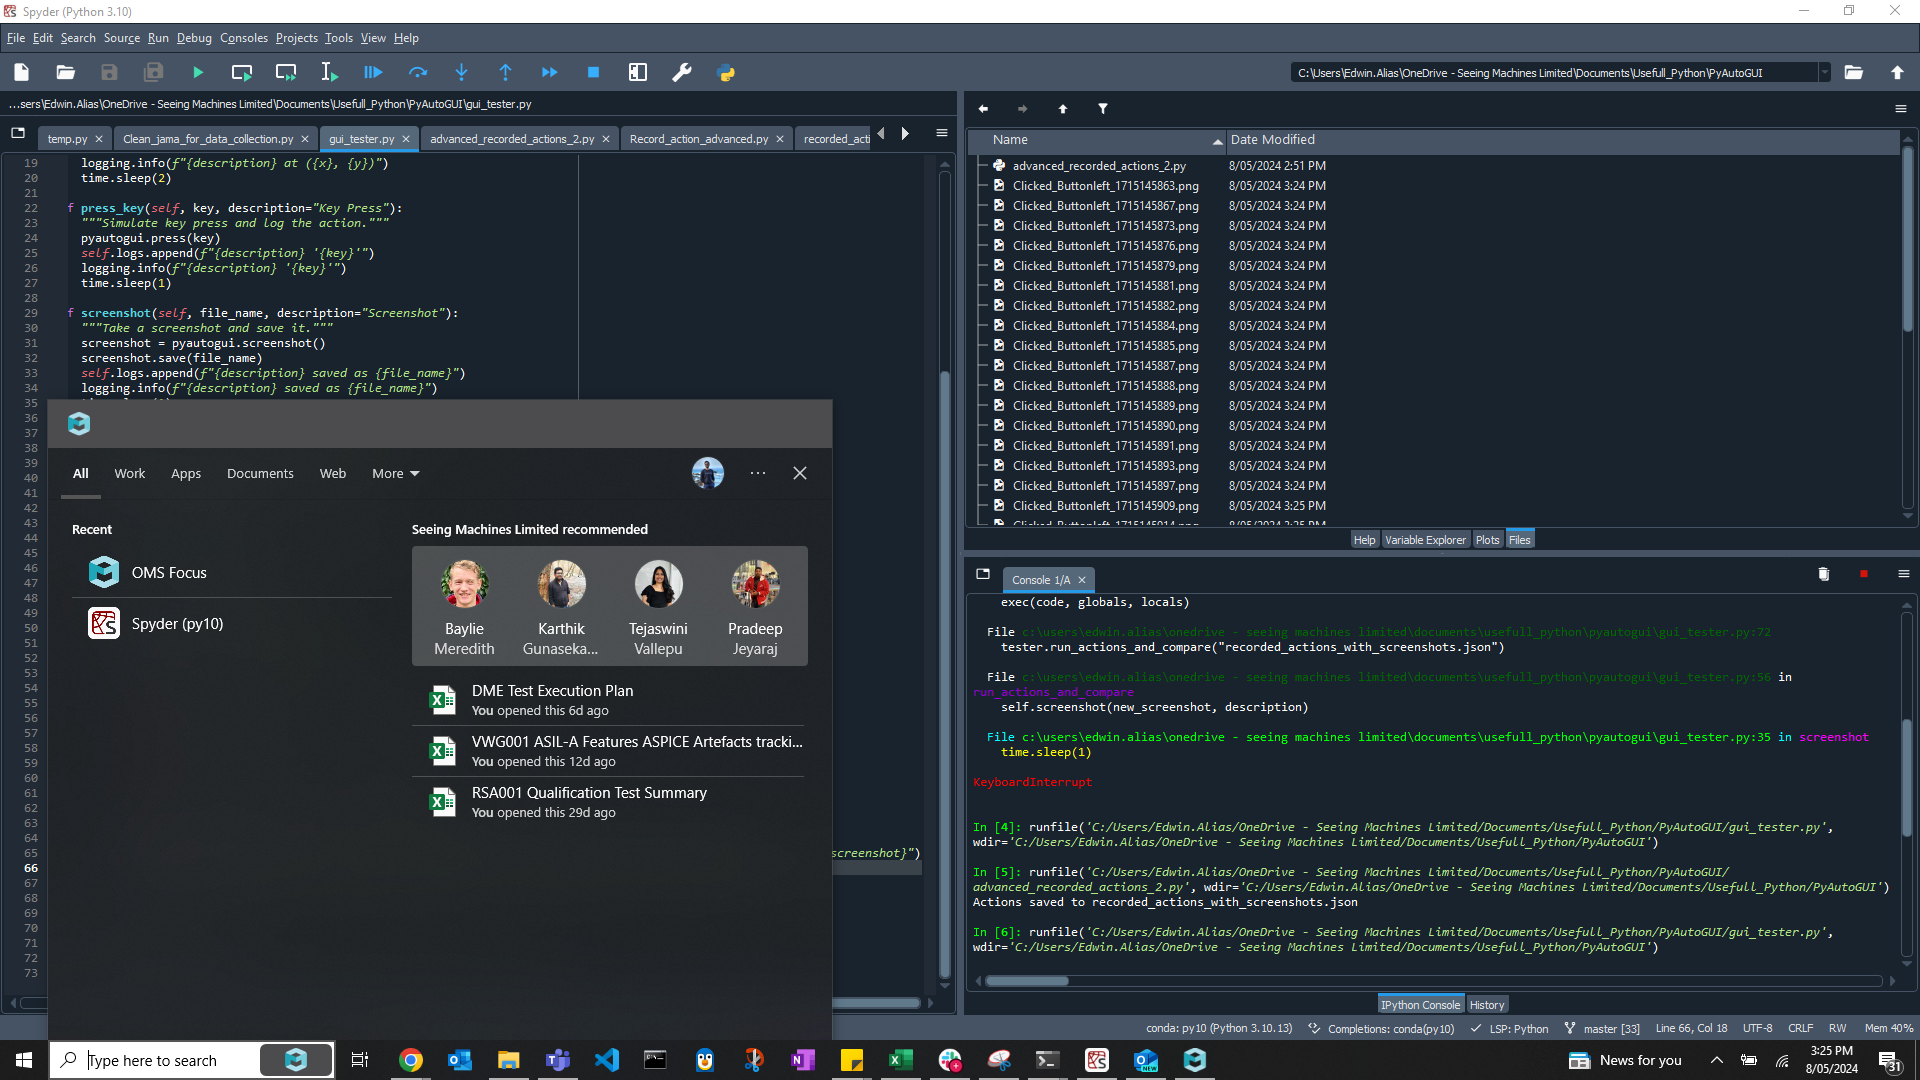 Spyder (Python 3.10)
File Edit Search Source Run Debug Consoles Projects Tools View Help
C:\Users\Edwin.Alias\OneDrive - Seeing Machines Limited\Documents\Usefull_Python\PyAutoGUI
...sers\Edwin.Alias\OneDrive - Seeing Machines Limited\Documents\Usefull_Python\PyAutoGUI\gui_tester.py
temp.py Clean_jama_for_data_collection.py gui_tester.py advanced_recorded_actions_2.py Record_action_advanced.py recorded_acti
19 logging.info(f"{description} at ({x}, {y})")
20 time.sleep(2)
21
22 f press_key(self, key, description="Key Press"):
23 """Simulate key press and log the action."""
24 pyautogui.press(key)
25 self.logs.append(f"{description} '{key}'")
26 logging.info(f"{description} '{key}'")
27 time.sleep(1)
28
29 f screenshot(self, file_name, description="Screenshot"):
30 """Take a screenshot and save it."""
31 screenshot = pyautogui.screenshot()
32 screenshot.save(file_name)
33 self.logs.append(f"{description} saved as {file_name}")
34 logging.info(f"{description} saved as {file_name}")
35
36
37
38
39
40
41
42
43
44
45
46
47
48
49
50
51
52
53
54
55
56
57
58
59
60
61
62
63
64
65 screenshot}")
66
67
68
69
70
71
72
73
All Work Apps Documents Web More
Recent
OMS Focus
Spyder (py10)
Seeing Machines Limited recommended
Baylie Meredith
Karthik Gunaseka...
Tejaswini Vallepu
Pradeep Jeyaraj
DME Test Execution Plan
You opened this 6d ago
VWG001 ASIL-A Features ASPICE Artefacts tracki...
You opened this 12d ago
RSA001 Qualification Test Summary
You opened this 29d ago
Name Date Modified
advanced_recorded_actions_2.py 8/05/2024 2:51 PM
Clicked_Buttonleft_1715145863.png 8/05/2024 3:24 PM
Clicked_Buttonleft_1715145867.png 8/05/2024 3:24 PM
Clicked_Buttonleft_1715145873.png 8/05/2024 3:24 PM
Clicked_Buttonleft_1715145876.png 8/05/2024 3:24 PM
Clicked_Buttonleft_1715145879.png 8/05/2024 3:24 PM
Clicked_Buttonleft_1715145881.png 8/05/2024 3:24 PM
Clicked_Buttonleft_1715145882.png 8/05/2024 3:24 PM
Clicked_Buttonleft_1715145884.png 8/05/2024 3:24 PM
Clicked_Buttonleft_1715145885.png 8/05/2024 3:24 PM
Clicked_Buttonleft_1715145887.png 8/05/2024 3:24 PM
Clicked_Buttonleft_1715145888.png 8/05/2024 3:24 PM
Clicked_Buttonleft_1715145889.png 8/05/2024 3:24 PM
Clicked_Buttonleft_1715145890.png 8/05/2024 3:24 PM
Clicked_Buttonleft_1715145891.png 8/05/2024 3:24 PM
Clicked_Buttonleft_1715145893.png 8/05/2024 3:24 PM
Clicked_Buttonleft_1715145897.png 8/05/2024 3:24 PM
Clicked_Buttonleft_1715145909.png 8/05/2024 3:25 PM
Help Variable Explorer Plots Files
Console 1/A
exec(code, globals, locals)
File c:\users\edwin.alias\onedrive - seeing machines limited\documents\usefull_python\pyautogui\gui_tester.py:72
tester.run_actions_and_compare("recorded_actions_with_screenshots.json")
File c:\users\edwin.alias\onedrive - seeing machines limited\documents\usefull_python\pyautogui\gui_tester.py:56 in
run_actions_and_compare
self.screenshot(new_screenshot, description)
File c:\users\edwin.alias\onedrive - seeing machines limited\documents\usefull_python\pyautogui\gui_tester.py:35 in screenshot
time.sleep(1)
KeyboardInterrupt
In [4]: runfile('C:/Users/Edwin.Alias/OneDrive - Seeing Machines Limited/Documents/Usefull_Python/PyAutoGUI/gui_tester.py',
wdir='C:/Users/Edwin.Alias/OneDrive - Seeing Machines Limited/Documents/Usefull_Python/PyAutoGUI')
In [5]: runfile('C:/Users/Edwin.Alias/OneDrive - Seeing Machines Limited/Documents/Usefull_Python/PyAutoGUI/
advanced_recorded_actions_2.py', wdir='C:/Users/Edwin.Alias/OneDrive - Seeing Machines Limited/Documents/Usefull_Python/PyAutoGUI')
Actions saved to recorded_actions_with_screenshots.json
In [6]: runfile('C:/Users/Edwin.Alias/OneDrive - Seeing Machines Limited/Documents/Usefull_Python/PyAutoGUI/gui_tester.py',
wdir='C:/Users/Edwin.Alias/OneDrive - Seeing Machines Limited/Documents/Usefull_Python/PyAutoGUI')
IPython Console History
conda: py10 (Python 3.10.13) Completions: conda(py10) LSP: Python master [33] Line 66, Col 18 UTF-8 CRLF RW Mem 40%
Type here to search
News for you
3:25 PM
8/05/2024
31